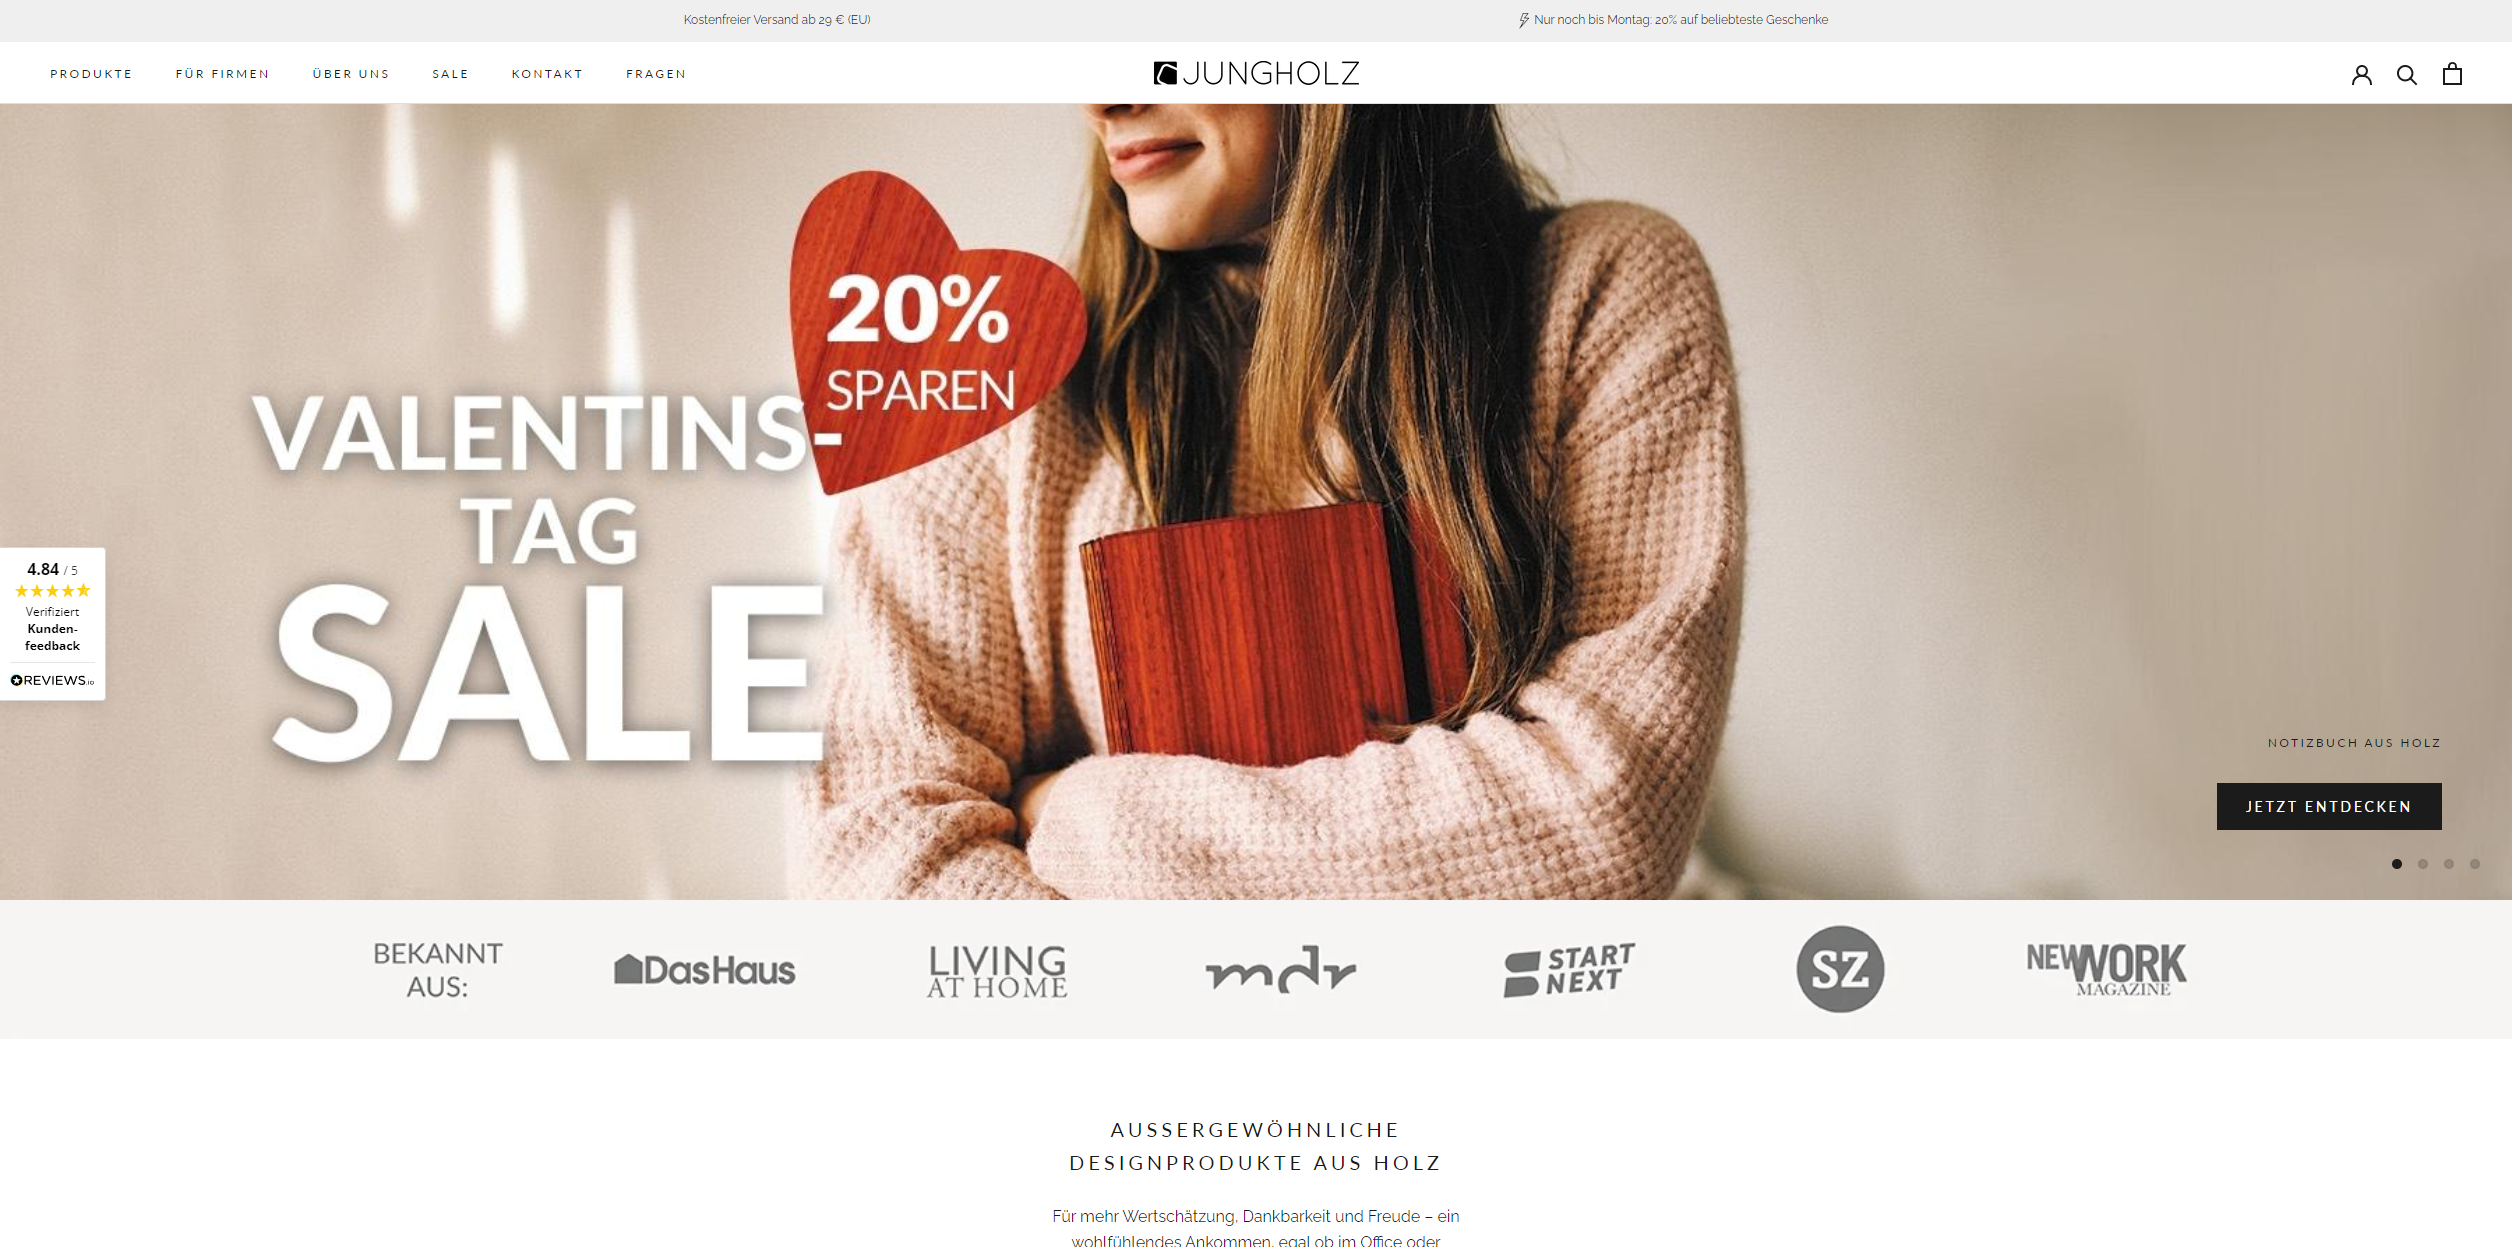 Kostenfreier Versand ab 29 € (EU)
Nur noch bis Montag: 20% auf beliebteste Geschenke
PRODUKTE
FÜR FIRMEN
ÜBER UNS
SALE
KONTAKT
FRAGEN
JUNGHOLZ
20%
SPAREN
VALENTINS-
TAG
SALE
4.84 / 5
Verifiziert
Kunden-
feedback
REVIEWS.io
NOTIZBUCH AUS HOLZ
JETZT ENTDECKEN
BEKANNT
AUS:
DasHaus
LIVING
AT HOME
mdr
START
NEXT
SZ
NEW WORK
MAGAZINE
AUSSERGEWÖHNLICHE
DESIGNPRODUKTE AUS HOLZ
Für mehr Wertschätzung, Dankbarkeit und Freude – ein
wohlfühlendes Ankommen, egal ob im Office oder